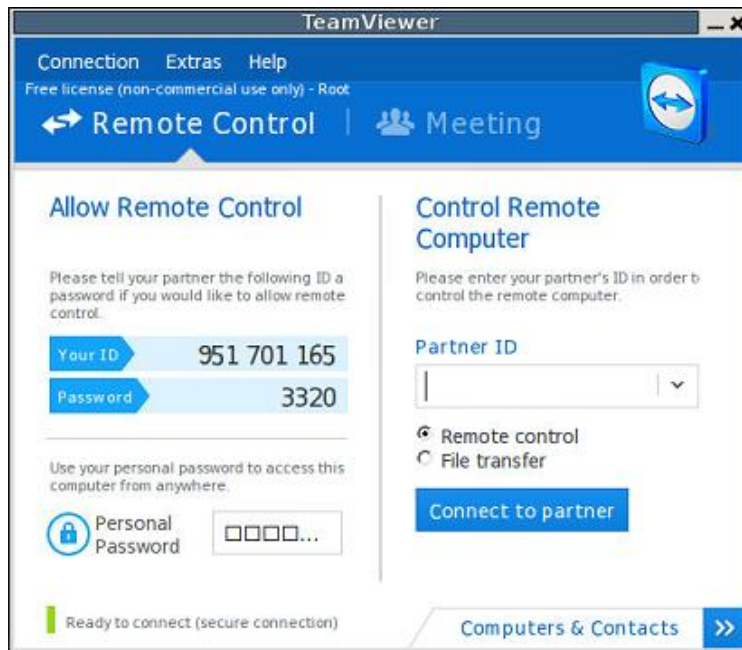 TeamViewer
Connection Extras Help
Free license (non-commercial use only) - Root
Remote Control | Meeting
Allow Remote Control
Please tell your partner the following ID a
password if you would like to allow remote
control.
Your ID 951 701 165
Password 3320
Use your personal password to access this
computer from anywhere.
Personal
Password
Control Remote
Computer
Please enter your partner's ID in order b
control the remote computer.
Partner ID
Remote control
File transfer
Connect to partner
Ready to connect (secure connection)
Computers & Contacts